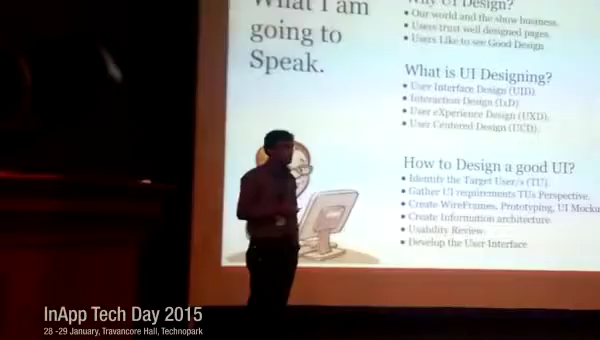 What I am
going to
Speak.
Why UI Design?
• Our world and the show business.
• Users trust well designed pages.
• Users Like to see Good Design
What is UI Designing?
• User Interface Design (UID)
• Interaction Design (IxD)
• User eXperience Design (UXD).
• User Centered Design (UCD).
How to Design a good UI?
• Identify the Target User/s (TU).
• Gather UI requirements TUs Perspective.
• Create WireFrames, Prototyping, UI Mocku
• Create Information architecture
• Usability Review.
• Develop the User Interface
InApp Tech Day 2015
28 -29 January, Travancore Hall, Technopark